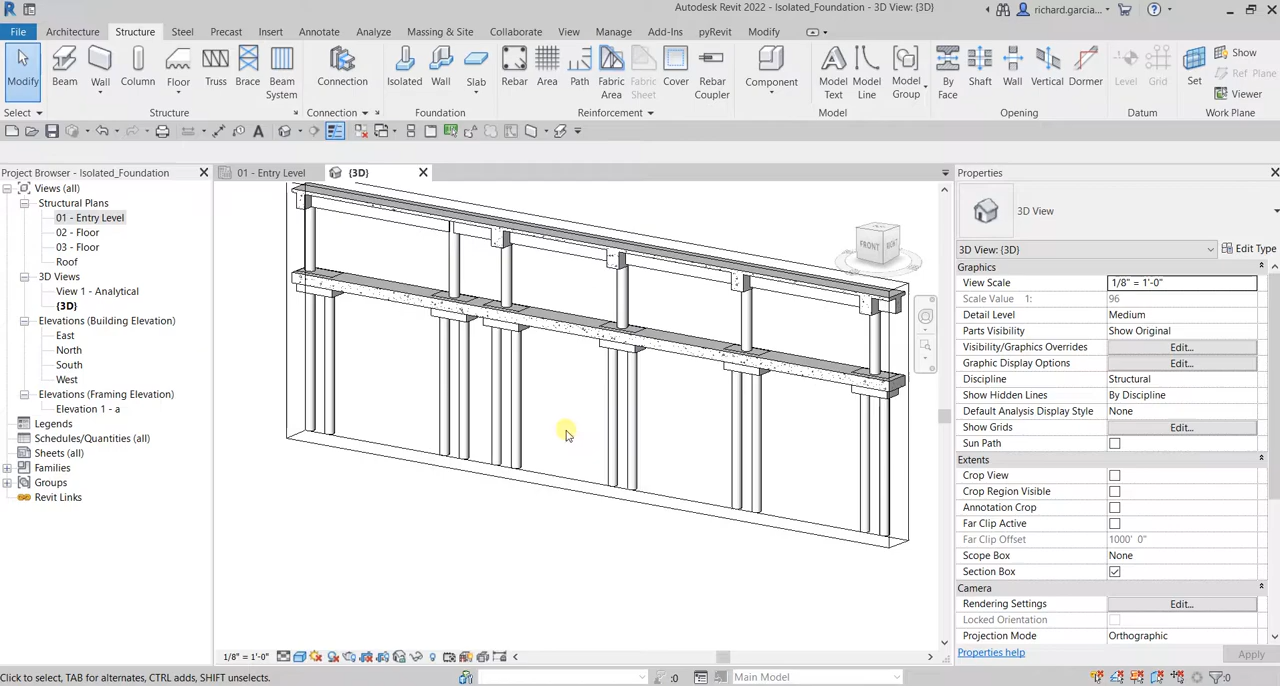 Autodesk Revit 2022 - Isolated_Foundation - 3D View: {3D}
richard.garcia...
File Architecture Structure Steel Precast Insert Annotate Analyze Massing & Site Collaborate View Manage Add-Ins pyRevit Modify
Modify Beam Wall Column Floor Truss Brace Beam System Connection Isolated Wall Slab Rebar Area Path Fabric Area Fabric Sheet Cover Rebar Coupler Component Model Text Model Line Model Group By Face Shaft Wall Vertical Dormer Level Grid Set Show Ref Plane Viewer
Select Structure Connection Foundation Reinforcement Model Opening Datum Work Plane
Project Browser - Isolated_Foundation
01 - Entry Level
{3D}
Properties
Views (all)
Structural Plans
01 - Entry Level
02 - Floor
03 - Floor
Roof
3D Views
View 1 - Analytical
{3D}
Elevations (Building Elevation)
East
North
South
West
Elevations (Framing Elevation)
Elevation 1 - a
Legends
Schedules/Quantities (all)
Sheets (all)
Families
Groups
Revit Links
FRONT
3D View
3D View: {3D} Edit Type
Graphics
View Scale 1/8" = 1'-0"
Scale Value 1: 96
Detail Level Medium
Parts Visibility Show Original
Visibility/Graphics Overrides Edit...
Graphic Display Options Edit...
Discipline Structural
Show Hidden Lines By Discipline
Default Analysis Display Style None
Show Grids Edit...
Sun Path
Extents
Crop View
Crop Region Visible
Annotation Crop
Far Clip Active
Far Clip Offset 1000' 0"
Scope Box None
Section Box
Camera
Rendering Settings Edit...
Locked Orientation
Projection Mode Orthographic
Properties help Apply
1/8" = 1'-0"
Click to select, TAB for alternates, CTRL adds, SHIFT unselects.
:0
Main Model
:0